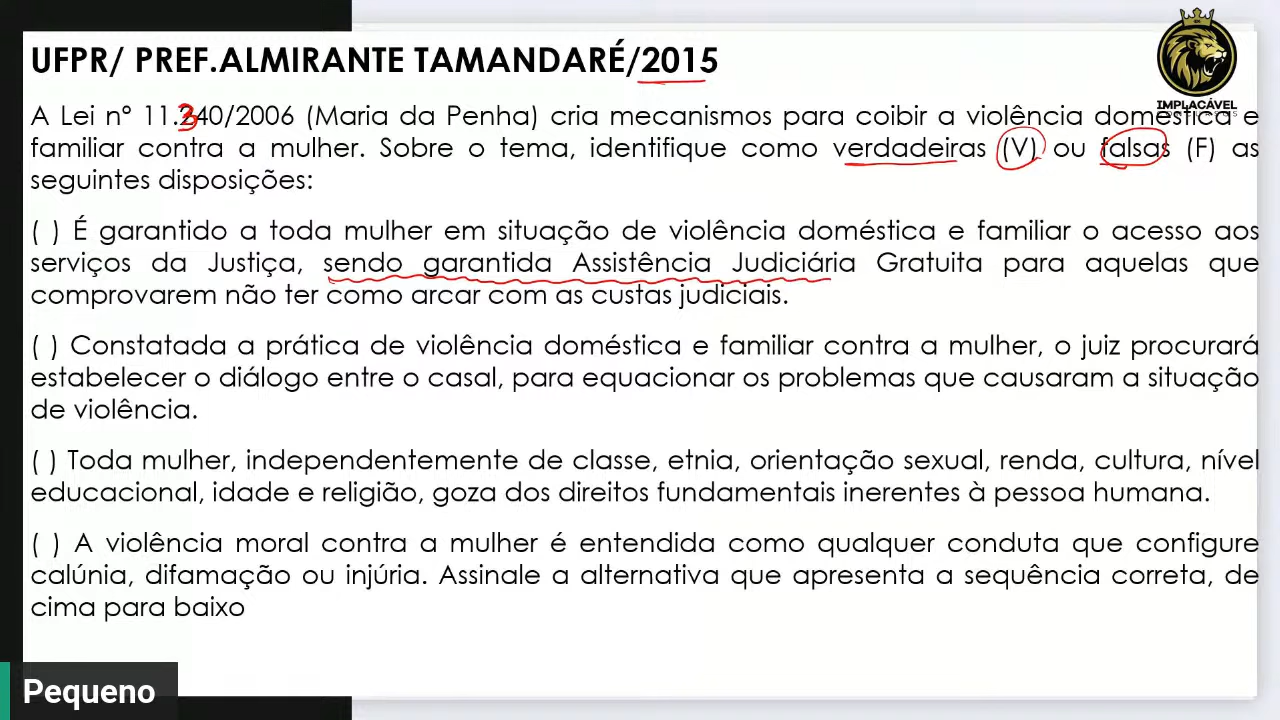 UFPR/ PREF.ALMIRANTE TAMANDARÉ/2015
IMPLACÁVEL
A Lei nº 11.340/2006 (Maria da Penha) cria mecanismos para coibir a violência doméstica e
familiar contra a mulher. Sobre o tema, identifique como verdadeiras (V) ou falsas (F) as
seguintes disposições:
( ) É garantido a toda mulher em situação de violência doméstica e familiar o acesso aos
serviços da Justiça, sendo garantida Assistência Judiciária Gratuita para aquelas que
comprovarem não ter como arcar com as custas judiciais.
( ) Constatada a prática de violência doméstica e familiar contra a mulher, o juiz procurará
estabelecer o diálogo entre o casal, para equacionar os problemas que causaram a situação
de violência.
( ) Toda mulher, independentemente de classe, etnia, orientação sexual, renda, cultura, nível
educacional, idade e religião, goza dos direitos fundamentais inerentes à pessoa humana.
( ) A violência moral contra a mulher é entendida como qualquer conduta que configure
calúnia, difamação ou injúria. Assinale a alternativa que apresenta a sequência correta, de
cima para baixo
Pequeno